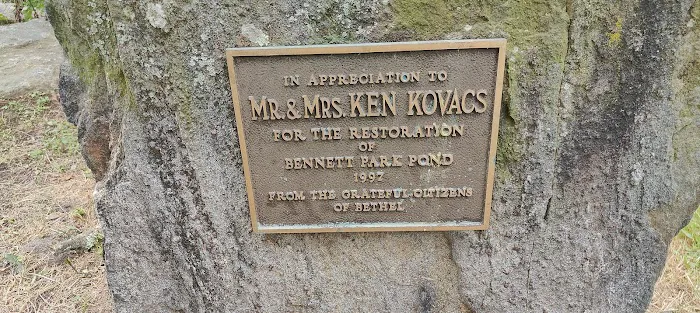 IN APPRECIATION TO
MR. & MRS. KEN KOVACS
FOR THE RESTORATION
OF
BENNETT PARK POND
1997
FROM THE GRATEFUL CITIZENS
OF BETHEL